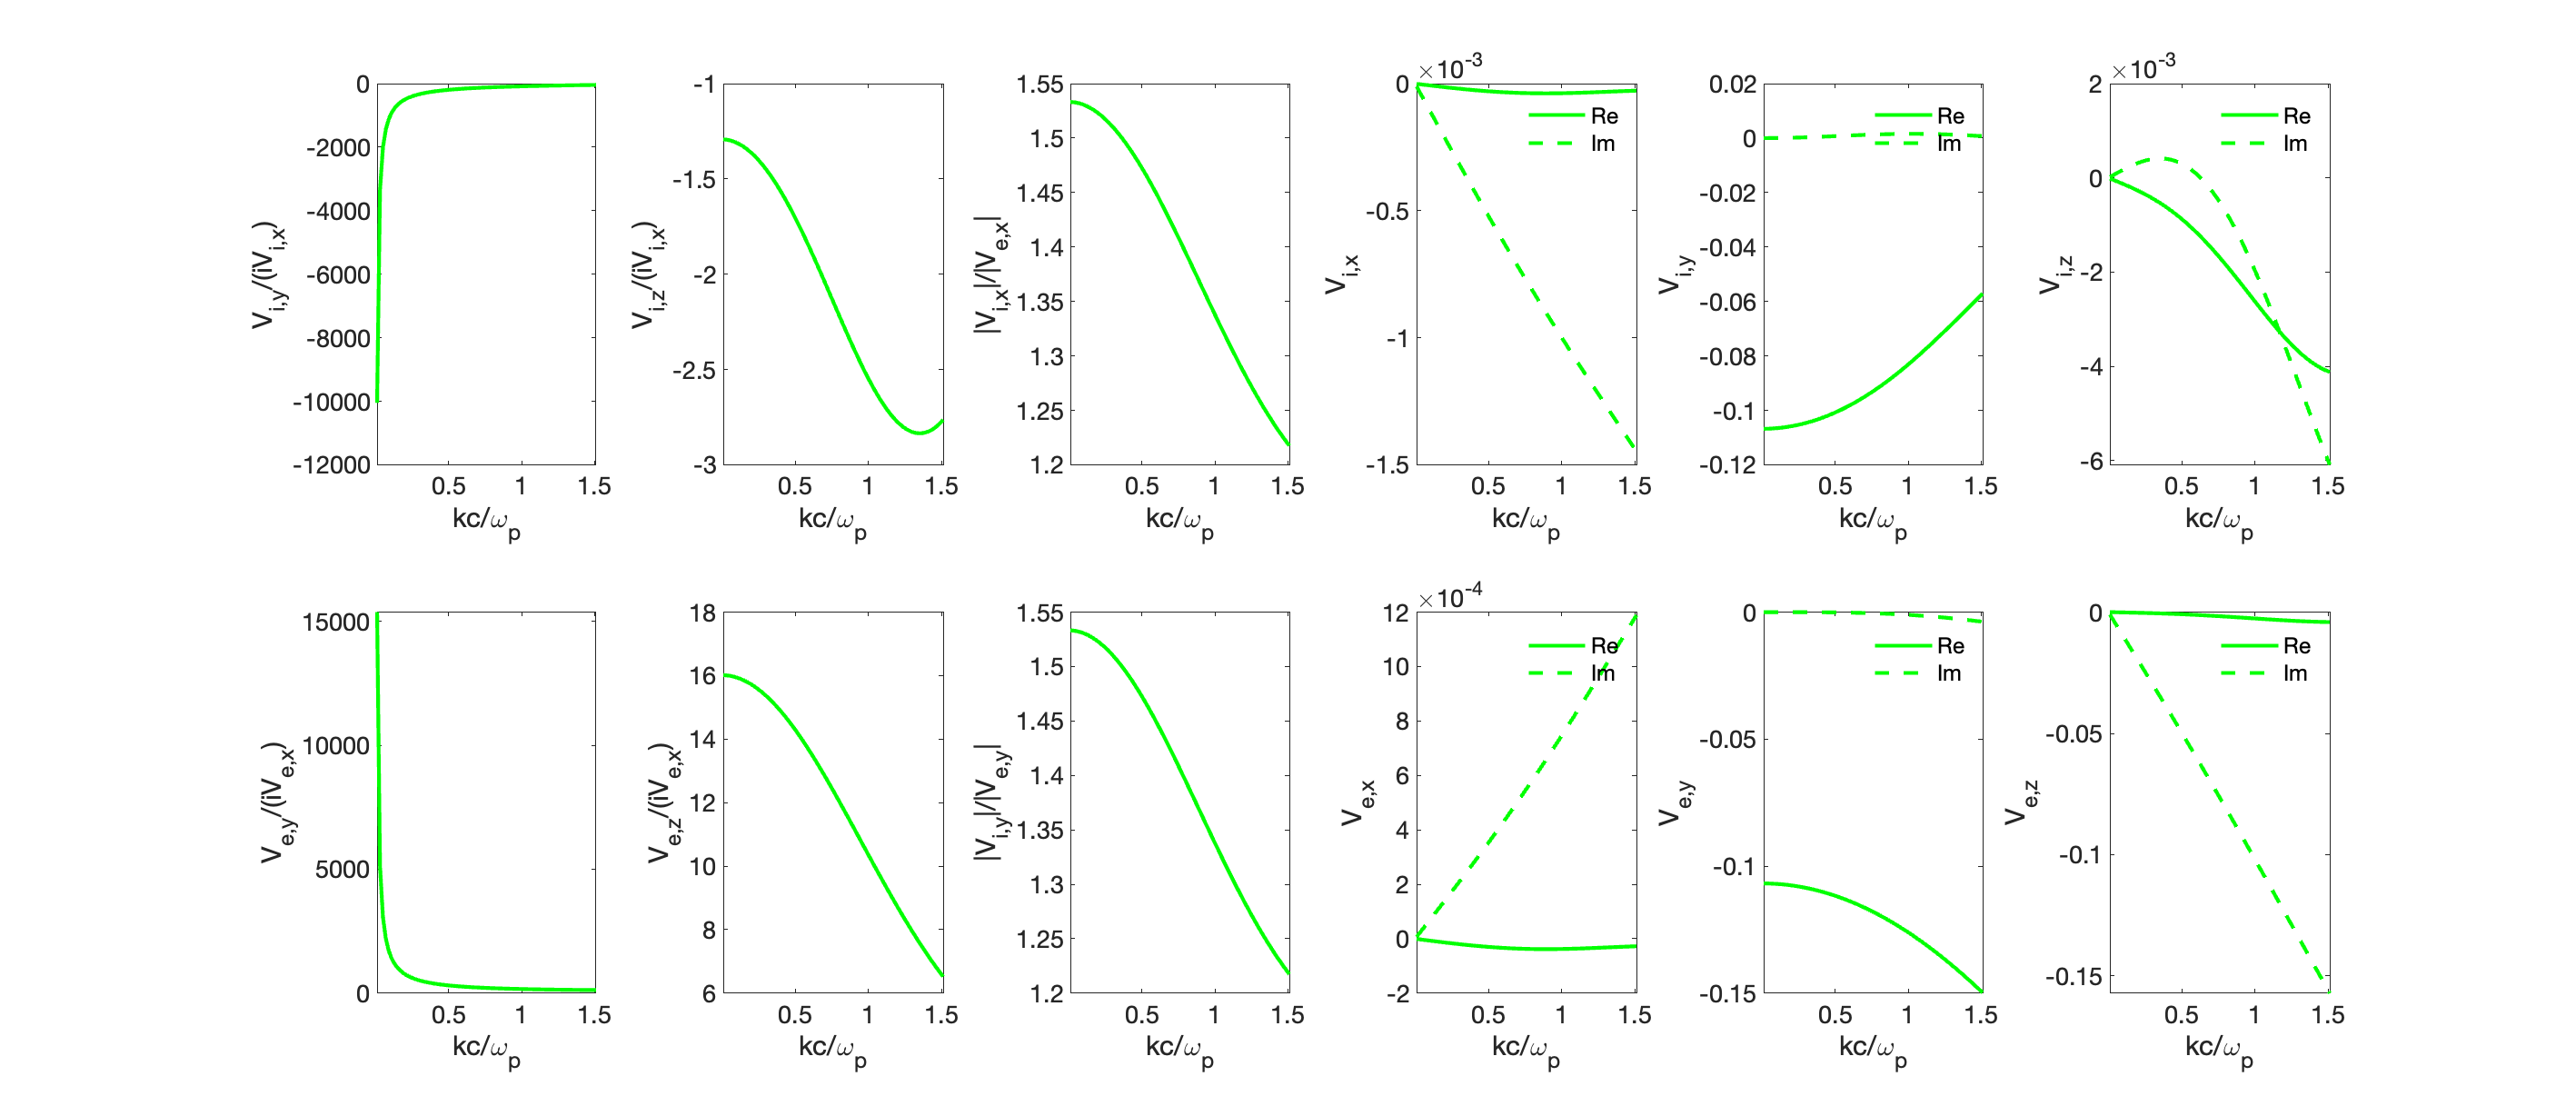 V_{i,y}/(iV_{i,x})
0
-2000
-4000
-6000
-8000
-10000
-12000
0.5 1 1.5
kc/ω_p
V_{i,z}/(iV_{i,x})
-1
-1.5
-2
-2.5
-3
0.5 1 1.5
kc/ω_p
|V_{i,x}|/|V_{e,x}|
1.55
1.5
1.45
1.4
1.35
1.3
1.25
1.2
0.5 1 1.5
kc/ω_p
V_{i,x}
×10^{-3}
0
-0.5
-1
-1.5
Re
Im
0.5 1 1.5
kc/ω_p
V_{i,y}
0.02
0
-0.02
-0.04
-0.06
-0.08
-0.1
-0.12
Re
Im
0.5 1 1.5
kc/ω_p
V_{i,z}
×10^{-3}
2
0
-2
-4
-6
Re
Im
0.5 1 1.5
kc/ω_p
V_{e,y}/(iV_{e,x})
15000
10000
5000
0
0.5 1 1.5
kc/ω_p
V_{e,z}/(iV_{e,x})
18
16
14
12
10
8
6
0.5 1 1.5
kc/ω_p
|V_{i,y}|/|V_{e,y}|
1.55
1.5
1.45
1.4
1.35
1.3
1.25
1.2
0.5 1 1.5
kc/ω_p
V_{e,x}
×10^{-4}
12
10
8
6
4
2
0
-2
Re
Im
0.5 1 1.5
kc/ω_p
V_{e,y}
0
-0.05
-0.1
-0.15
Re
Im
0.5 1 1.5
kc/ω_p
V_{e,z}
0
-0.05
-0.1
-0.15
Re
Im
0.5 1 1.5
kc/ω_p